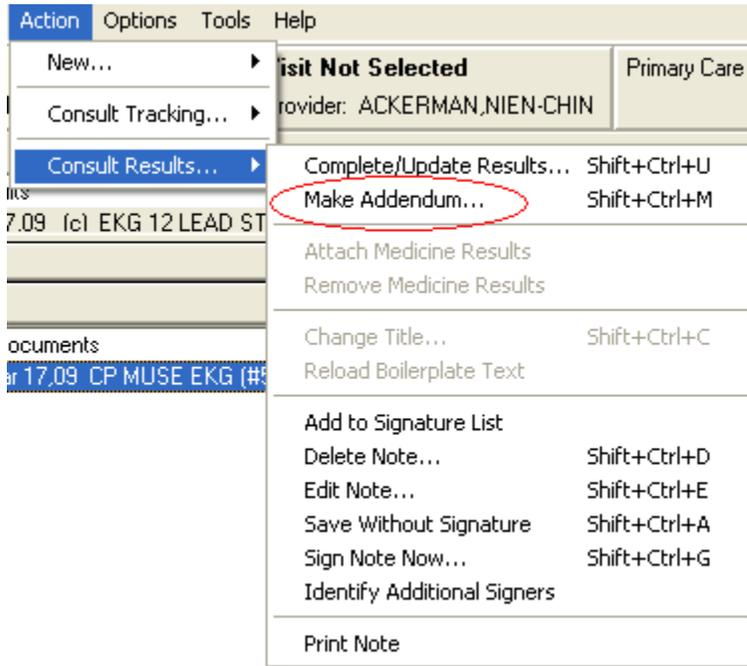 Action Options Tools Help
New...
isit Not Selected
Primary Care
Consult Tracking...
rovider: ACKERMAN,NIEN-CHIN
Consult Results...
Complete/Update Results... Shift+Ctrl+U
Make Addendum... Shift+Ctrl+M
7.09 (c) EKG 12 LEAD ST
Attach Medicine Results
Remove Medicine Results
Change Title... Shift+Ctrl+C
ocuments
Reload Boilerplate Text
ar 17,09 CP MUSE EKG (#5
Add to Signature List
Delete Note... Shift+Ctrl+D
Edit Note... Shift+Ctrl+E
Save Without Signature Shift+Ctrl+A
Sign Note Now... Shift+Ctrl+G
Identify Additional Signers
Print Note